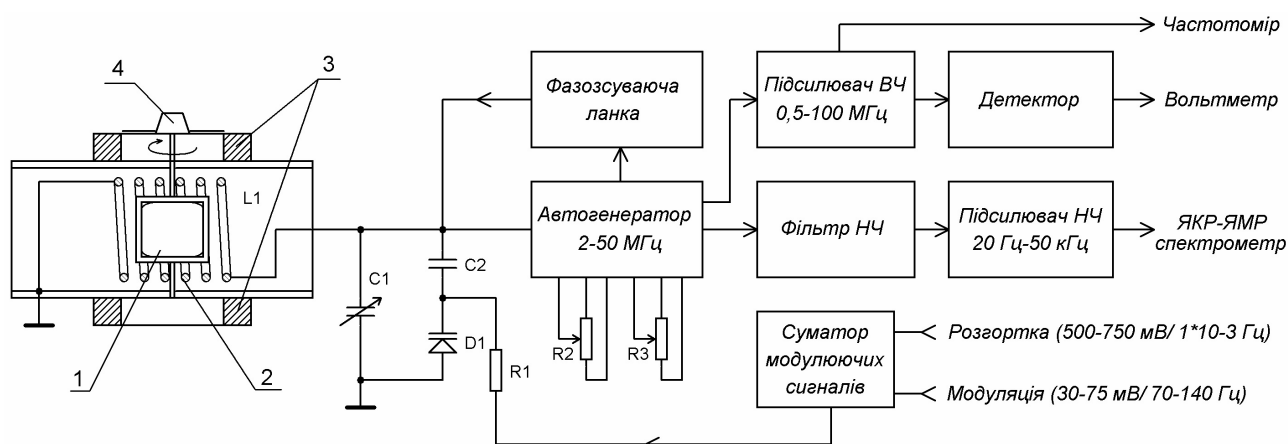 4
3
L1
1
2
C1
C2
D1
R1
Фазозсуваюча
ланка
Автогенератор
2-50 МГц
R2
R3
Підсилювач ВЧ
0,5-100 МГц
Детектор
Частотомір
Вольтметр
Фільтр НЧ
Підсилювач НЧ
20 Гц-50 кГц
ЯКР-ЯМР
спектрометр
Суматор
модулюючих
сигналів
Розгортка (500-750 мВ/ 1*10-3 Гц)
Модуляція (30-75 мВ/ 70-140 Гц)